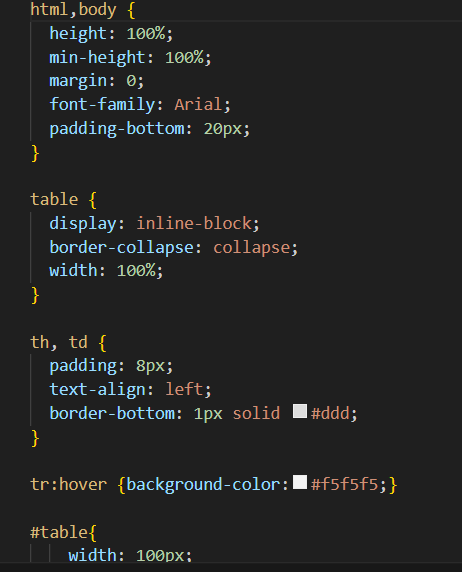 html,body {
height: 100%;
min-height: 100%;
margin: 0;
font-family: Arial;
padding-bottom: 20px;
}
table {
display: inline-block;
border-collapse: collapse;
width: 100%;
}
th, td {
padding: 8px;
text-align: left;
border-bottom: 1px solid #ddd;
}
tr:hover {background-color: #f5f5f5;}
#table{
width: 100px;